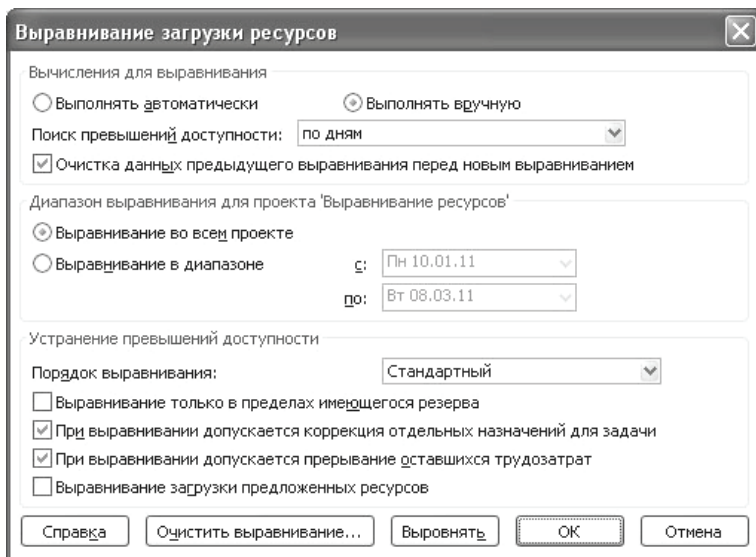 Выравнивание загрузки ресурсов
Вычисления для выравнивания
Выполнять автоматически Выполнять вручную
Поиск превышений доступности: по дням
Очистка данных предыдущего выравнивания перед новым выравниванием
Диапазон выравнивания для проекта 'Выравнивание ресурсов'
Выравнивание во всем проекте
Выравнивание в диапазоне с: Пн 10.01.11
по: Вт 08.03.11
Устранение превышений доступности
Порядок выравнивания: Стандартный
Выравнивание только в пределах имеющегося резерва
При выравнивании допускается коррекция отдельных назначений для задачи
При выравнивании допускается прерывание оставшихся трудозатрат
Выравнивание загрузки предложенных ресурсов
Справка Очистить выравнивание... Выровнять ОК Отмена